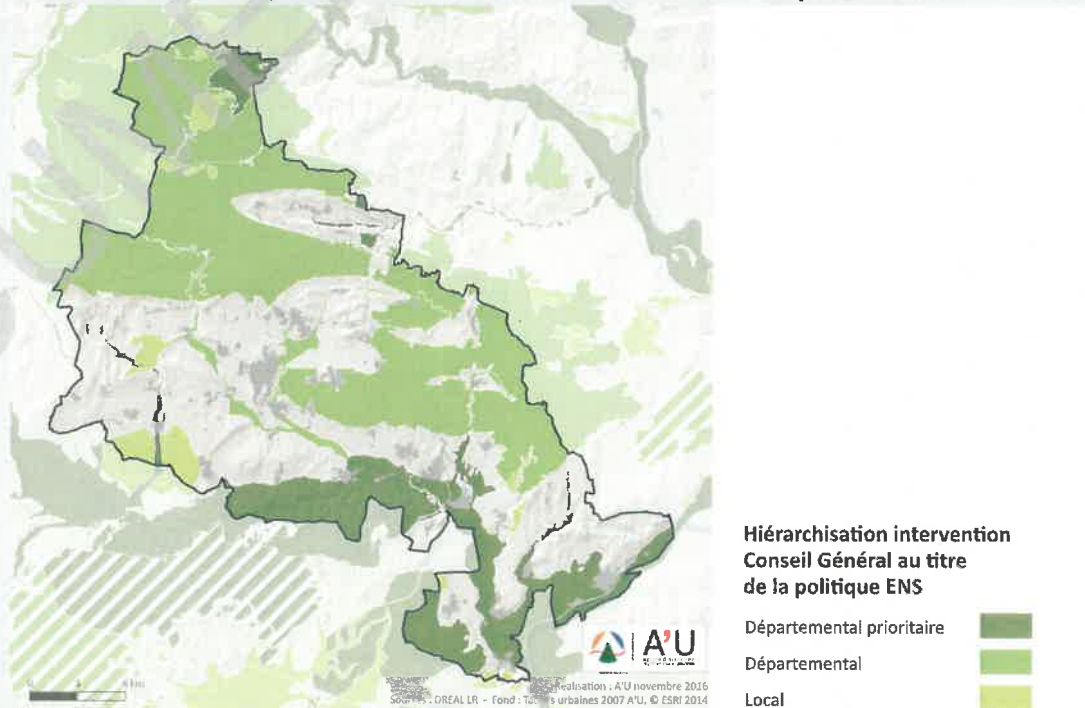 Hiérarchisation intervention
Conseil Général au titre
de la politique ENS
Départemental prioritaire
Départemental
Local
A'U
Réalisation : A'U novembre 2016
DREAL LR - Fond : urbaines 2007 A'U, © ESRI 2014